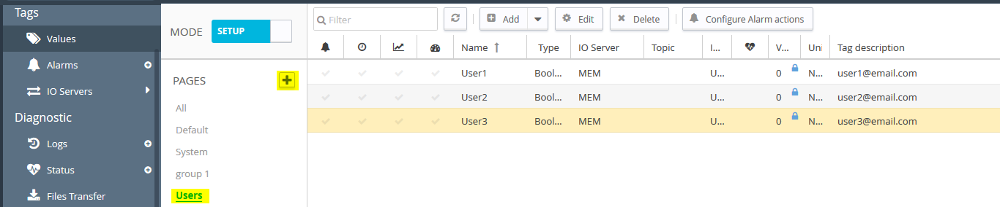 Tags
Values
Alarms
IO Servers
Diagnostic
Logs
Status
Files Transfer
MODE SETUP
PAGES
All
Default
System
group 1
Users
Filter Add Edit Delete Configure Alarm actions
Name Type IO Server Topic I... V... Uni Tag description
User1 Bool... MEM U... 0 N... user1@email.com
User2 Bool... MEM U... 0 N... user2@email.com
User3 Bool... MEM U... 0 N... user3@email.com